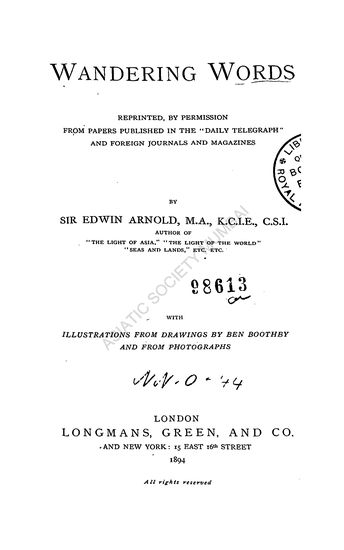 WANDERING WORDS
REPRINTED, BY PERMISSION
FROM PAPERS PUBLISHED IN THE "DAILY TELEGRAPH"
AND FOREIGN JOURNALS AND MAGAZINES
BY
SIR EDWIN ARNOLD, M.A., K.C.I.E., C.S.I.
AUTHOR OF
"THE LIGHT OF ASIA," "THE LIGHT OF THE WORLD"
"SEAS AND LANDS," ETC. ETC.
98613
ASIATIC SOCIETY MUMBAI
WITH
ILLUSTRATIONS FROM DRAWINGS BY BEN BOOTHBY
AND FROM PHOTOGRAPHS
LONDON
LONGMANS, GREEN, AND CO.
AND NEW YORK: 15 EAST 16th STREET
1894
All rights reserved